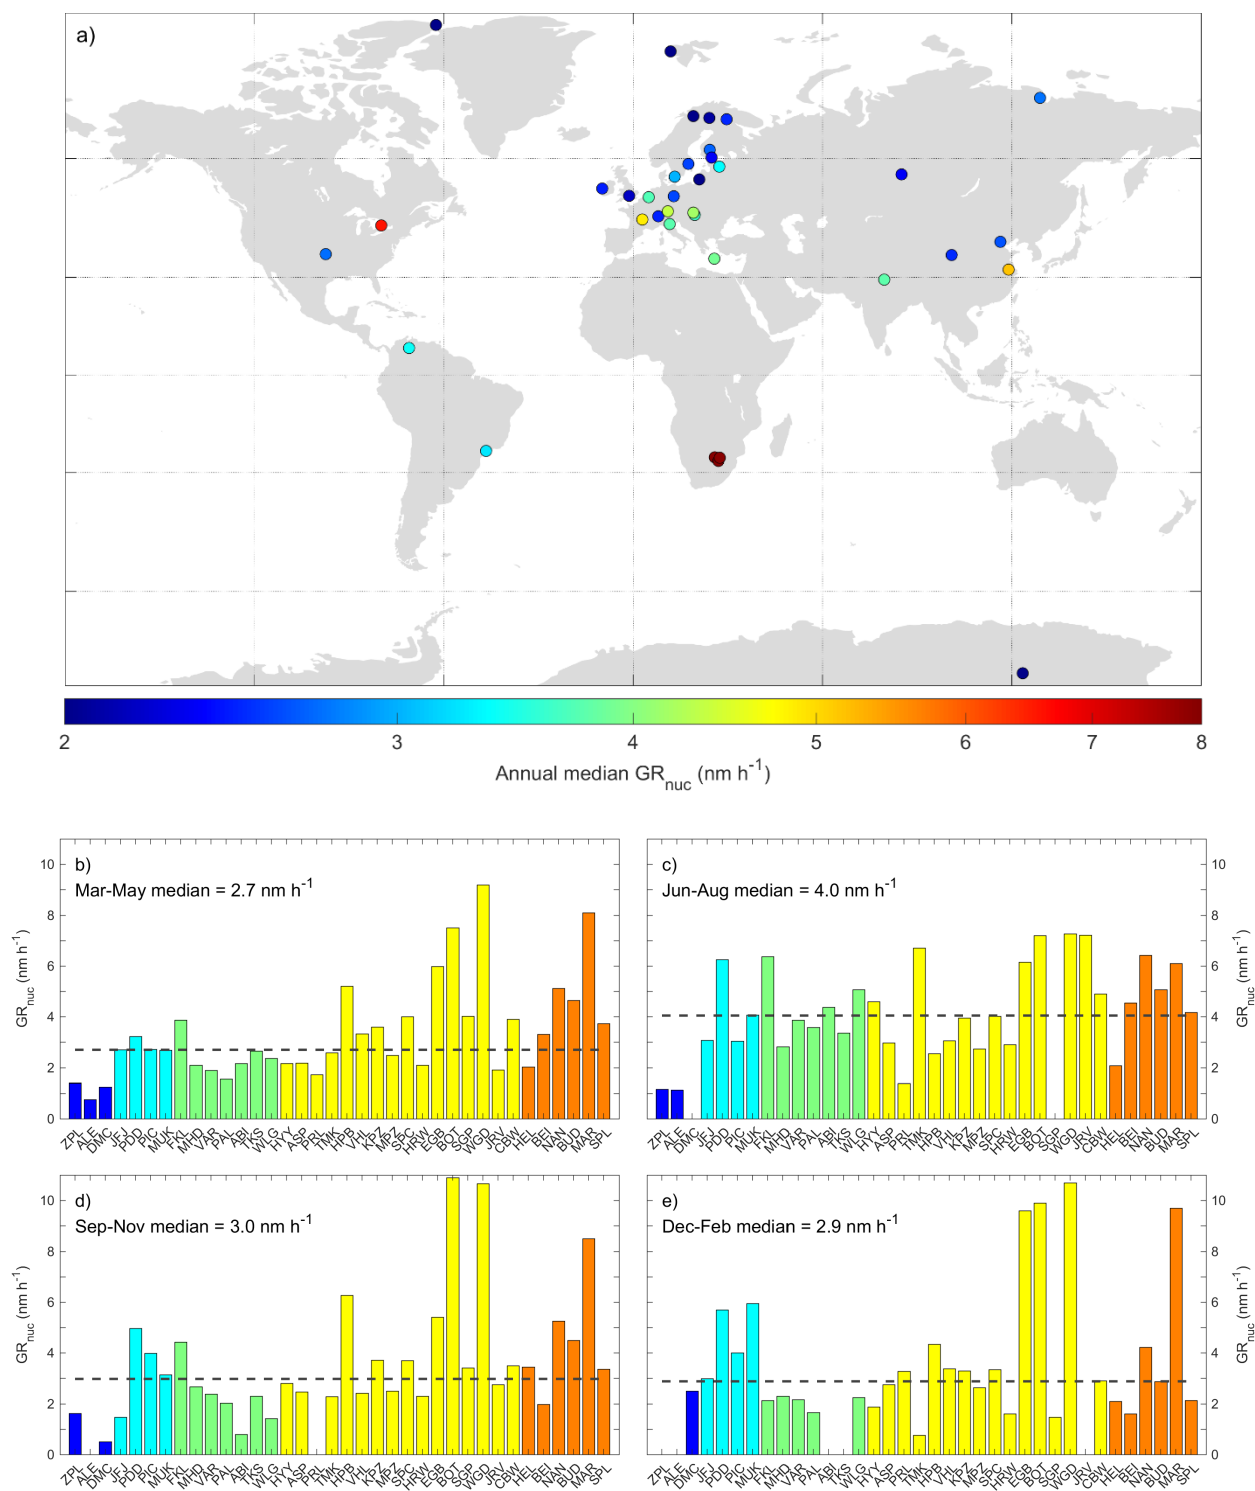 a)
2 3 4 5 6 7 8
Annual median GRnuc (nm h-1)
b)
Mar-May median = 2.7 nm h-1
GRnuc (nm h-1)
10
8
6
4
2
0
ZPL ALE DMC JFJ PDD PIC MUK FKL MHD VAR PAL ABI TKS WLG HYY ASP PRL TMK HPB VHL KPZ MPZ SPC HRW EGB BOT SGP WGD JRV CBW HEL BEI NAN BUD MAR SPL
c)
Jun-Aug median = 4.0 nm h-1
GRnuc (nm h-1)
10
8
6
4
2
0
ZPL ALE DMC JFJ PDD PIC MUK FKL MHD VAR PAL ABI TKS WLG HYY ASP PRL TMK HPB VHL KPZ MPZ SPC HRW EGB BOT SGP WGD JRV CBW HEL BEI NAN BUD MAR SPL
d)
Sep-Nov median = 3.0 nm h-1
GRnuc (nm h-1)
10
8
6
4
2
0
ZPL ALE DMC JFJ PDD PIC MUK FKL MHD VAR PAL ABI TKS WLG HYY ASP PRL TMK HPB VHL KPZ MPZ SPC HRW EGB BOT SGP WGD JRV CBW HEL BEI NAN BUD MAR SPL
e)
Dec-Feb median = 2.9 nm h-1
GRnuc (nm h-1)
10
8
6
4
2
0
ZPL ALE DMC JFJ PDD PIC MUK FKL MHD VAR PAL ABI TKS WLG HYY ASP PRL TMK HPB VHL KPZ MPZ SPC HRW EGB BOT SGP WGD JRV CBW HEL BEI NAN BUD MAR SPL